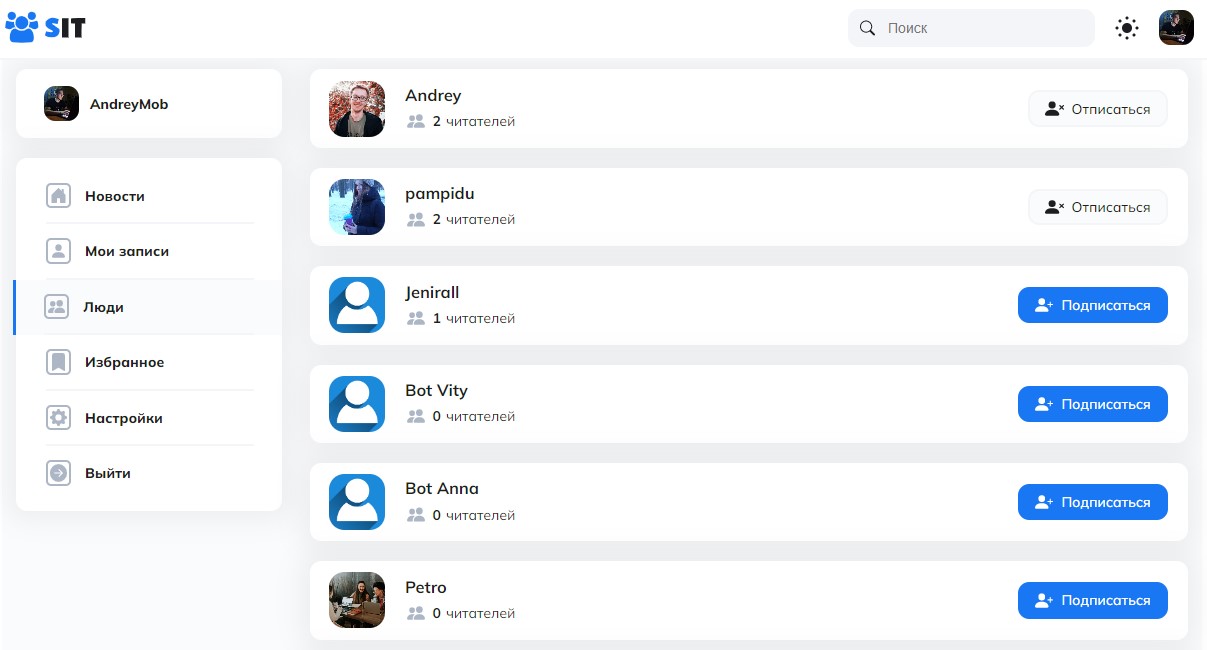 SIT
Поиск
AndreyMob
Новости
Мои записи
Люди
Избранное
Настройки
Выйти
Andrey
2 читателей
Отписаться
pampidu
2 читателей
Отписаться
Jenirall
1 читателей
Подписаться
Bot Vity
0 читателей
Подписаться
Bot Anna
0 читателей
Подписаться
Petro
0 читателей
Подписаться